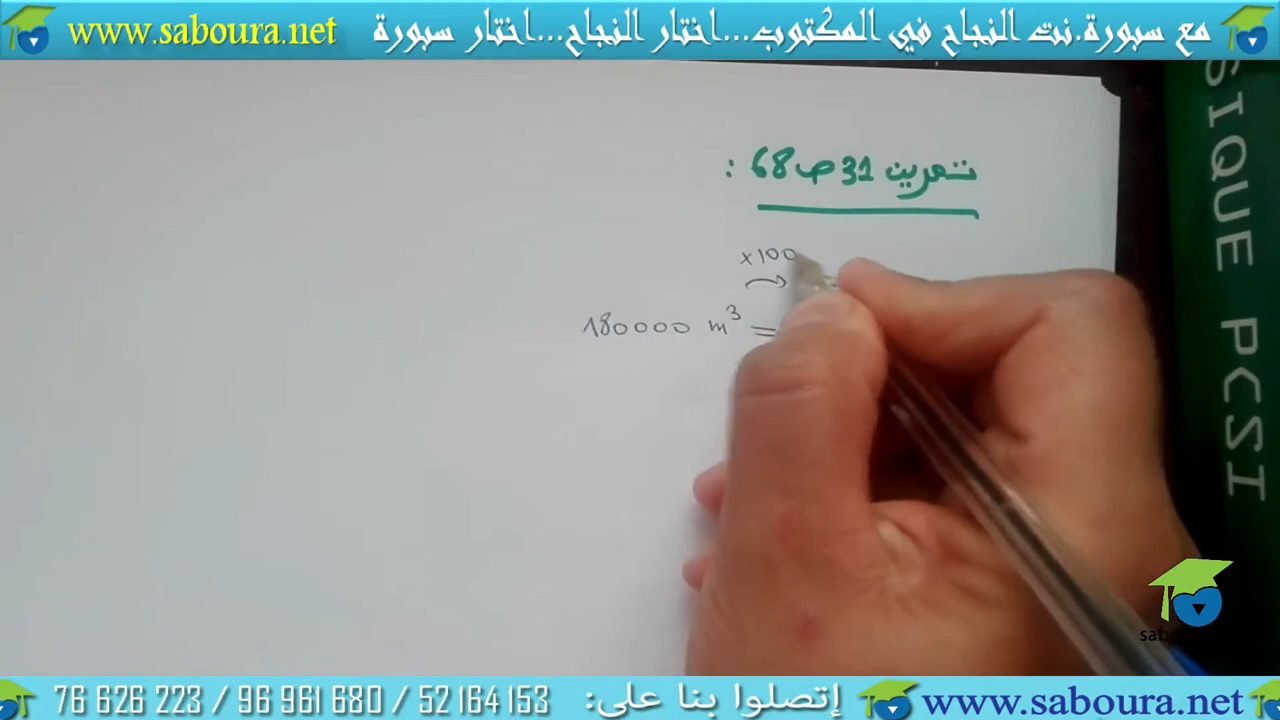 www.saboura.net مع سبورة.نت النجاح في المكتوب...اختار النجاح...اختار سبورة
تمرين 31 ص 68 :
×100
180000 m³ =
SIQUE PCSI
إتصلوا بنا على: 76 626 223 / 96 961 680 / 52 164 153 www.saboura.net